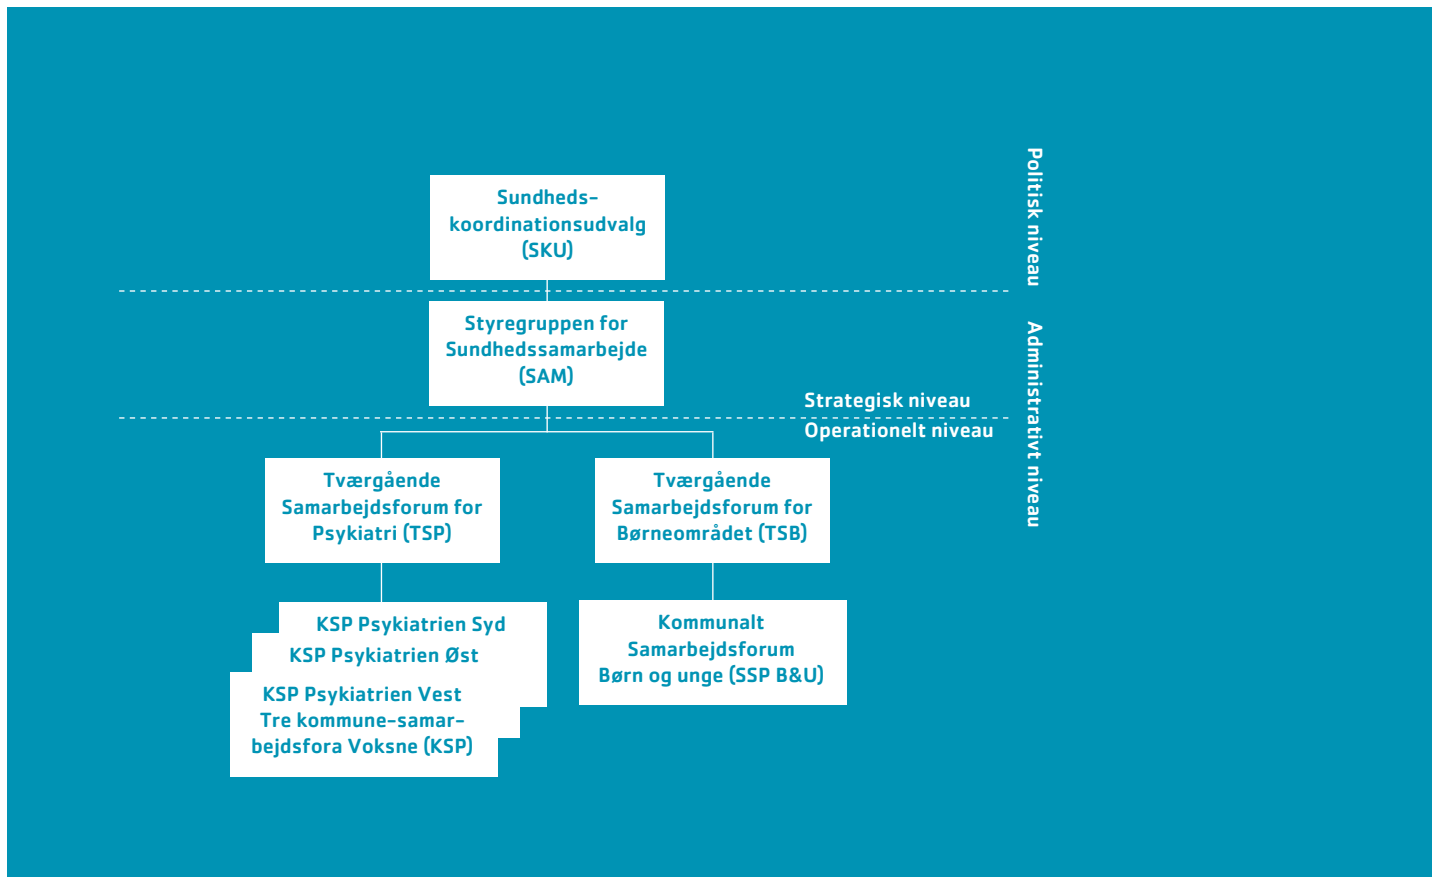 Politisk niveau
Sundheds-
koordinationsudvalg
(SKU)
Administrativt niveau
Styregruppen for
Sundhedssamarbejde
(SAM)
Strategisk niveau
Operationelt niveau
Tværgående
Samarbejdsforum for
Psykiatri (TSP)
Tværgående
Samarbejdsforum for
Børneområdet (TSB)
KSP Psykiatrien Syd
KSP Psykiatrien Øst
KSP Psykiatrien Vest
Tre kommune-samar-
bejdsfora Voksne (KSP)
Kommunalt
Samarbejdsforum
Børn og unge (SSP B&U)